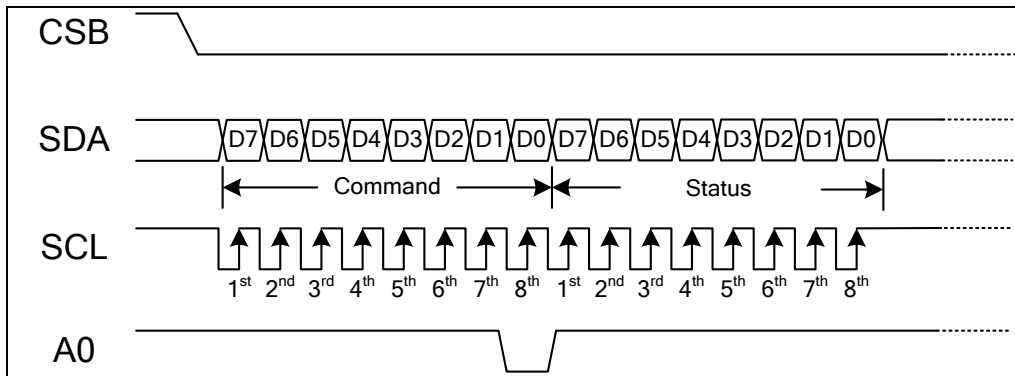 CSB
SDA D7 D6 D5 D4 D3 D2 D1 D0 D7 D6 D5 D4 D3 D2 D1 D0
Command Status
SCL
1st 2nd 3rd 4th 5th 6th 7th 8th 1st 2nd 3rd 4th 5th 6th 7th 8th
A0